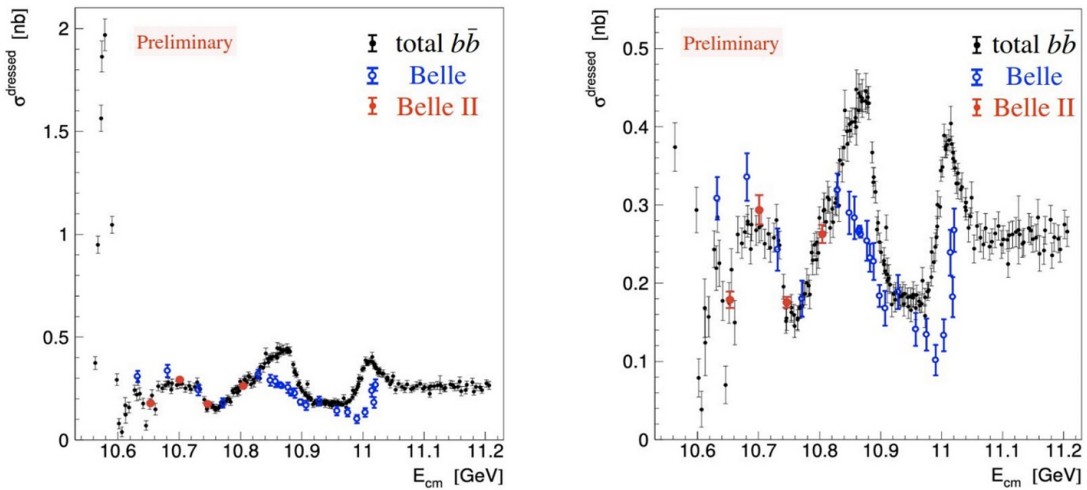 σ^dressed [nb]
Preliminary
total bb̄
Belle
Belle II
2
1.5
1
0.5
0
10.6 10.7 10.8 10.9 11 11.1 11.2
E_cm [GeV]
σ^dressed [nb]
Preliminary
total bb̄
Belle
Belle II
0.5
0.4
0.3
0.2
0.1
0
10.6 10.7 10.8 10.9 11 11.1 11.2
E_cm [GeV]